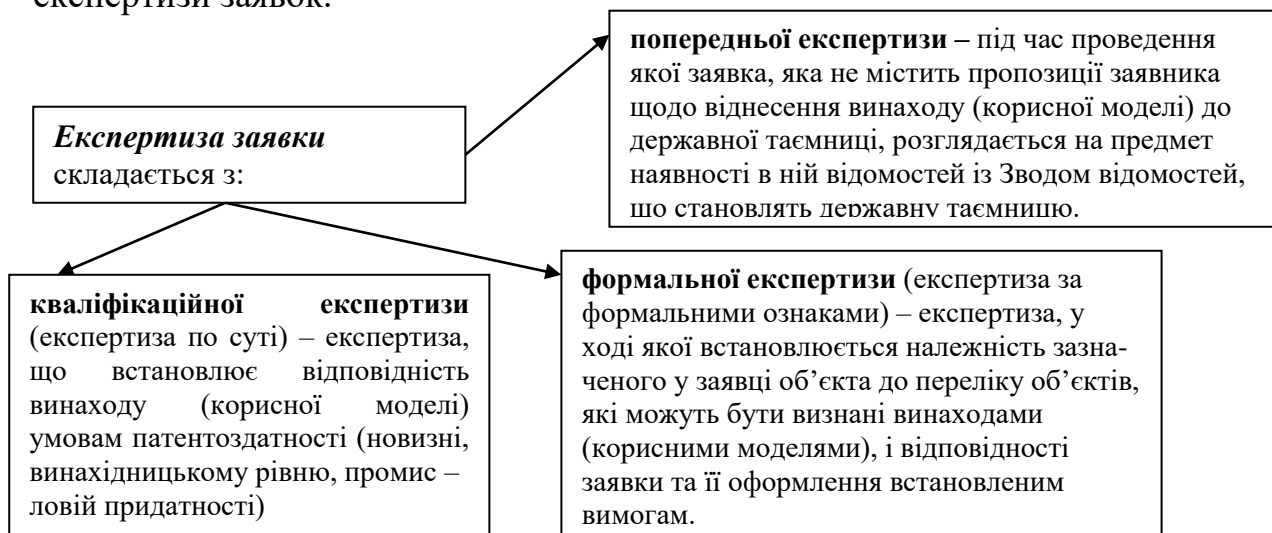 експертизи заявок.
попередньої експертизи – під час проведення
якої заявка, яка не містить пропозиції заявника
щодо віднесення винаходу (корисної моделі) до
державної таємниці, розглядається на предмет
наявності в ній відомостей із Зводом відомостей,
що становлять державну таємницю.
Експертиза заявки
складається з:
кваліфікаційної експертизи
(експертиза по суті) – експертиза,
що встановлює відповідність
винаходу (корисної моделі)
умовам патентоздатності (новизні,
винахідницькому рівню, промис –
ловій придатності)
формальної експертизи (експертиза за
формальними ознаками) – експертиза, у
ході якої встановлюється належність зазна-
ченого у заявці об’єкта до переліку об’єктів,
які можуть бути визнані винаходами
(корисними моделями), і відповідності
заявки та її оформлення встановленим
вимогам.